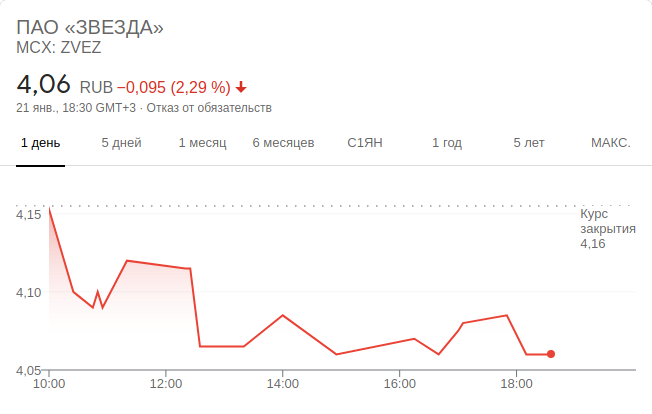 ПАО «ЗВЕЗДА»
MCX: ZVEZ
4,06 RUB −0,095 (2,29 %)
21 янв., 18:30 GMT+3 · Отказ от обязательств
1 день 5 дней 1 месяц 6 месяцев С1ЯН 1 год 5 лет МАКС.
4,15
Курс
закрытия
4,16
4,10
4,05
10:00 12:00 14:00 16:00 18:00